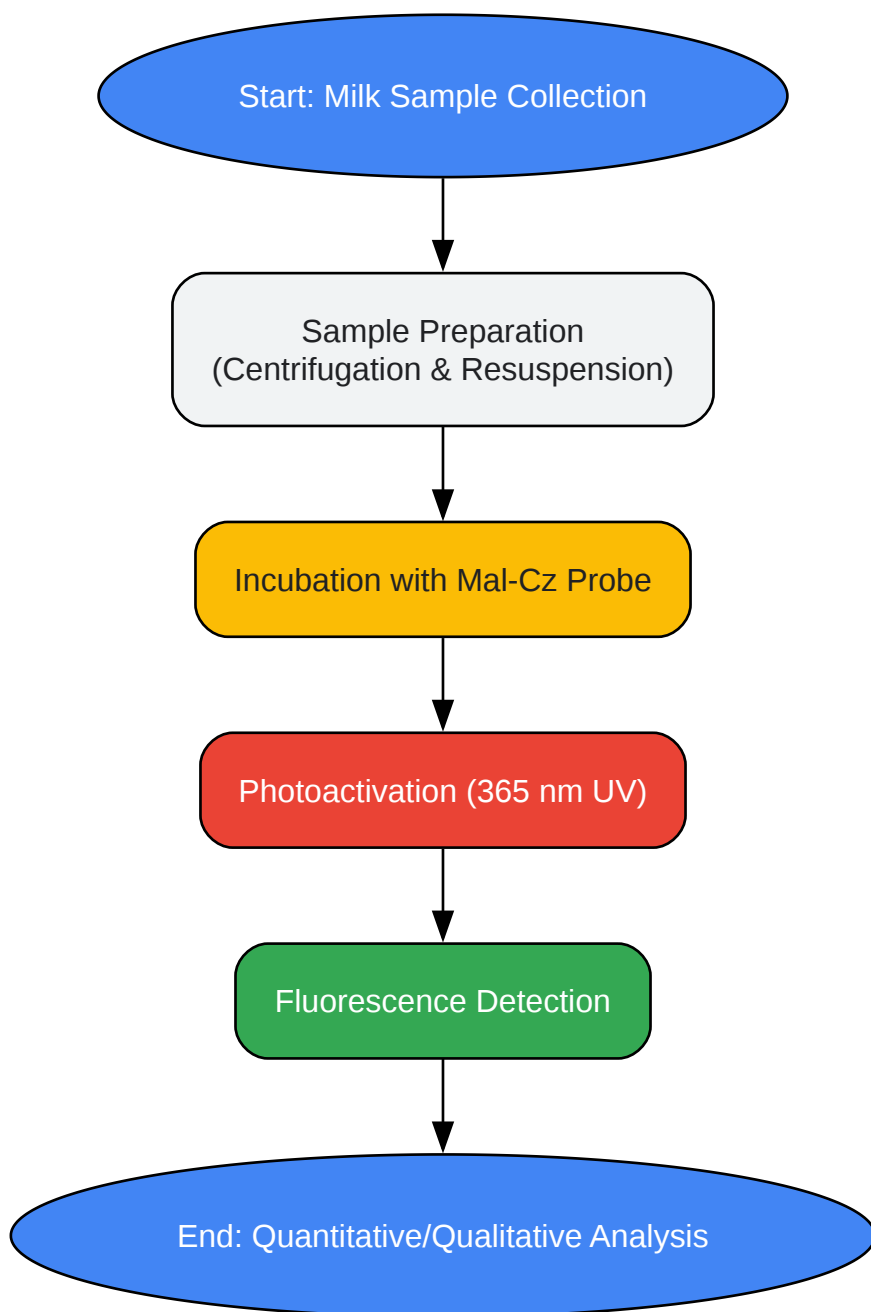 Start: Milk Sample Collection
Sample Preparation
(Centrifugation & Resuspension)
Incubation with Mal-Cz Probe
Photoactivation (365 nm UV)
Fluorescence Detection
End: Quantitative/Qualitative Analysis